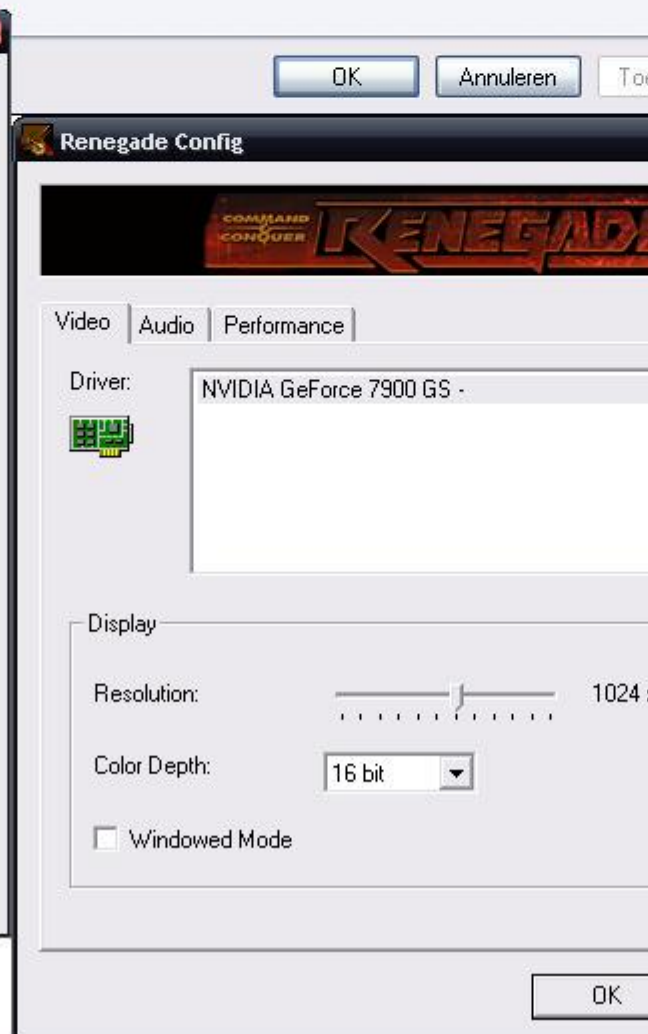 OK Annuleren
Renegade Config
COMMAND & CONQUER RENEGADE
Video Audio Performance
Driver: NVIDIA GeForce 7900 GS -
Display
Resolution: 1024
Color Depth: 16 bit
Windowed Mode
OK